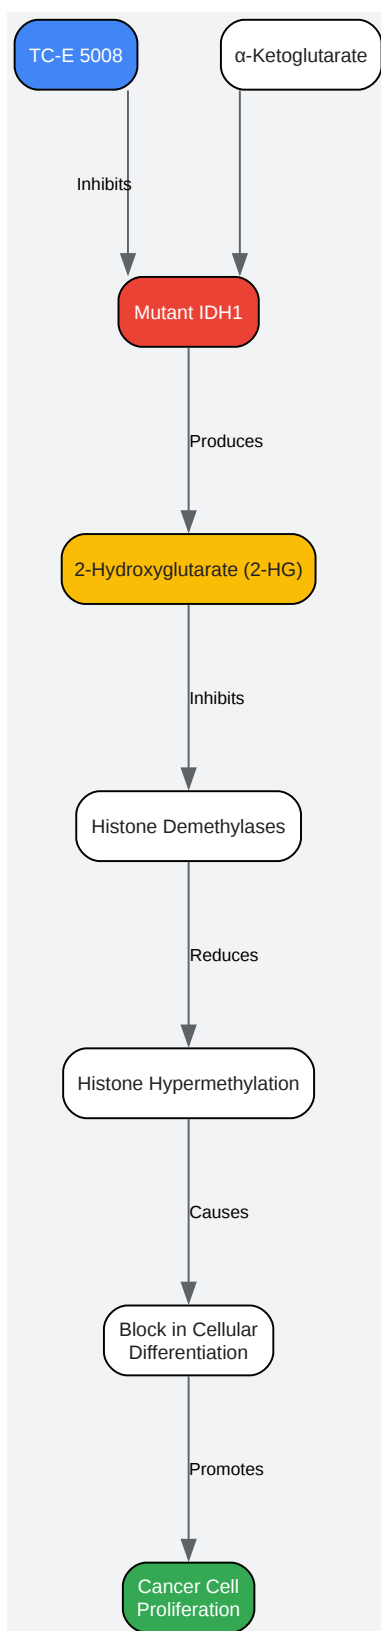 TC-E 5008
α-Ketoglutarate
Inhibits
Mutant IDH1
Produces
2-Hydroxyglutarate (2-HG)
Inhibits
Histone Demethylases
Reduces
Histone Hypermethylation
Causes
Block in Cellular
Differentiation
Promotes
Cancer Cell
Proliferation